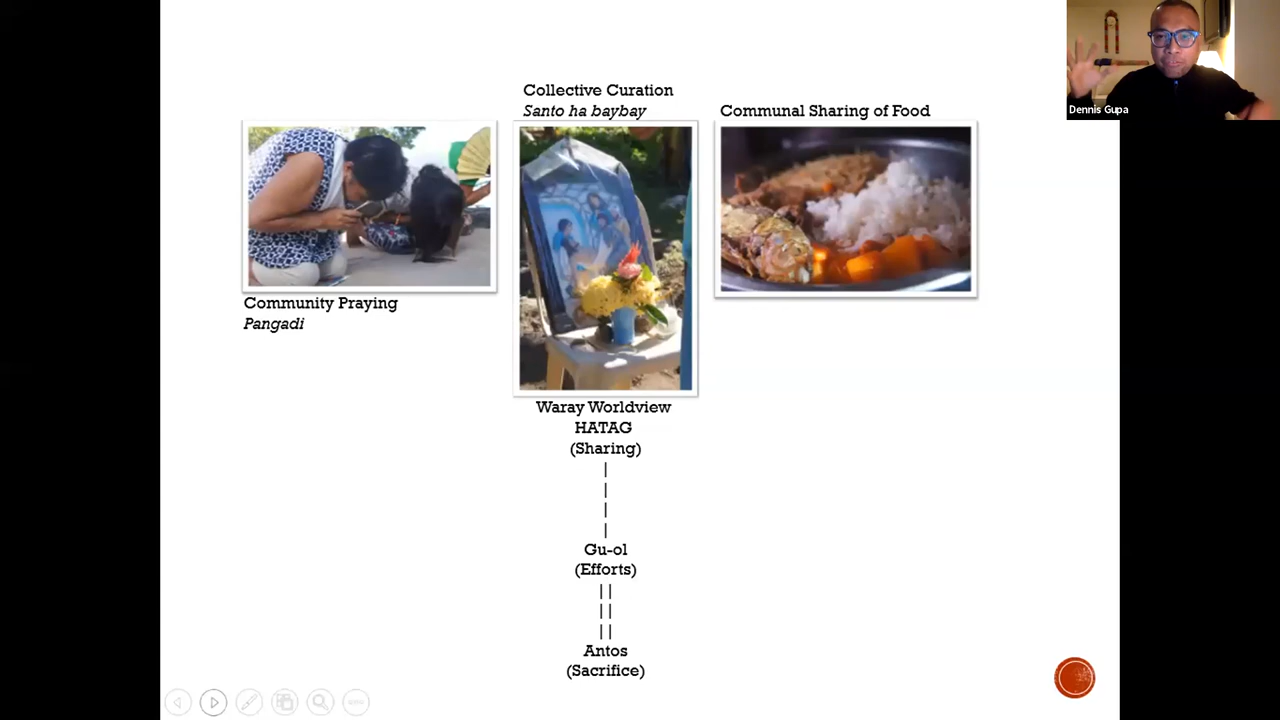 Dennis Gupa
Collective Curation
Santo ha baybay
Communal Sharing of Food
Community Praying
Pangadi
Waray Worldview
HATAG
(Sharing)
|
|
|
|
Gu-ol
(Efforts)
| |
| |
| |
Antos
(Sacrifice)